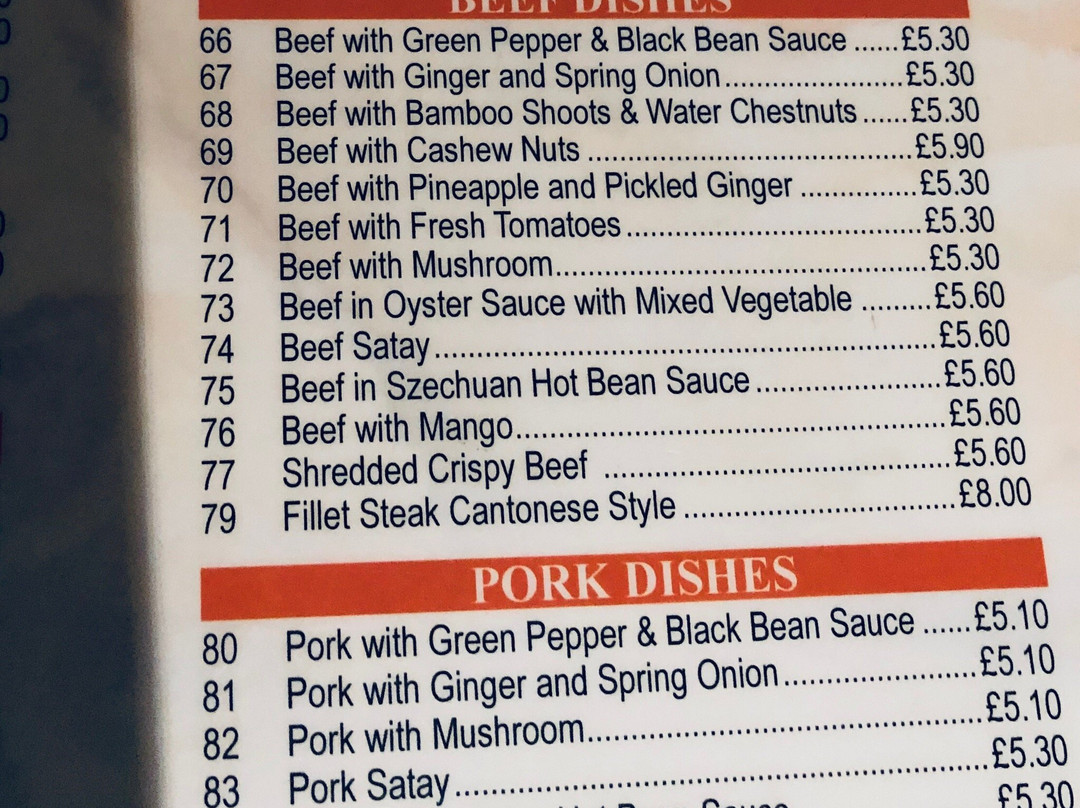 BEEF DISHES
66 Beef with Green Pepper & Black Bean Sauce ......£5.30
67 Beef with Ginger and Spring Onion.......................£5.30
68 Beef with Bamboo Shoots & Water Chestnuts ......£5.30
69 Beef with Cashew Nuts ..........................................£5.90
70 Beef with Pineapple and Pickled Ginger ...............£5.30
71 Beef with Fresh Tomatoes......................................£5.30
72 Beef with Mushroom................................................£5.30
73 Beef in Oyster Sauce with Mixed Vegetable .........£5.60
74 Beef Satay.................................................................£5.60
75 Beef in Szechuan Hot Bean Sauce........................£5.60
76 Beef with Mango........................................................£5.60
77 Shredded Crispy Beef .............................................£5.60
79 Fillet Steak Cantonese Style ...................................£8.00
PORK DISHES
80 Pork with Green Pepper & Black Bean Sauce ......£5.10
81 Pork with Ginger and Spring Onion........................£5.10
82 Pork with Mushroom.................................................£5.10
83 Pork Satay..................................................................£5.30
Hot Bean Sauce £5.30